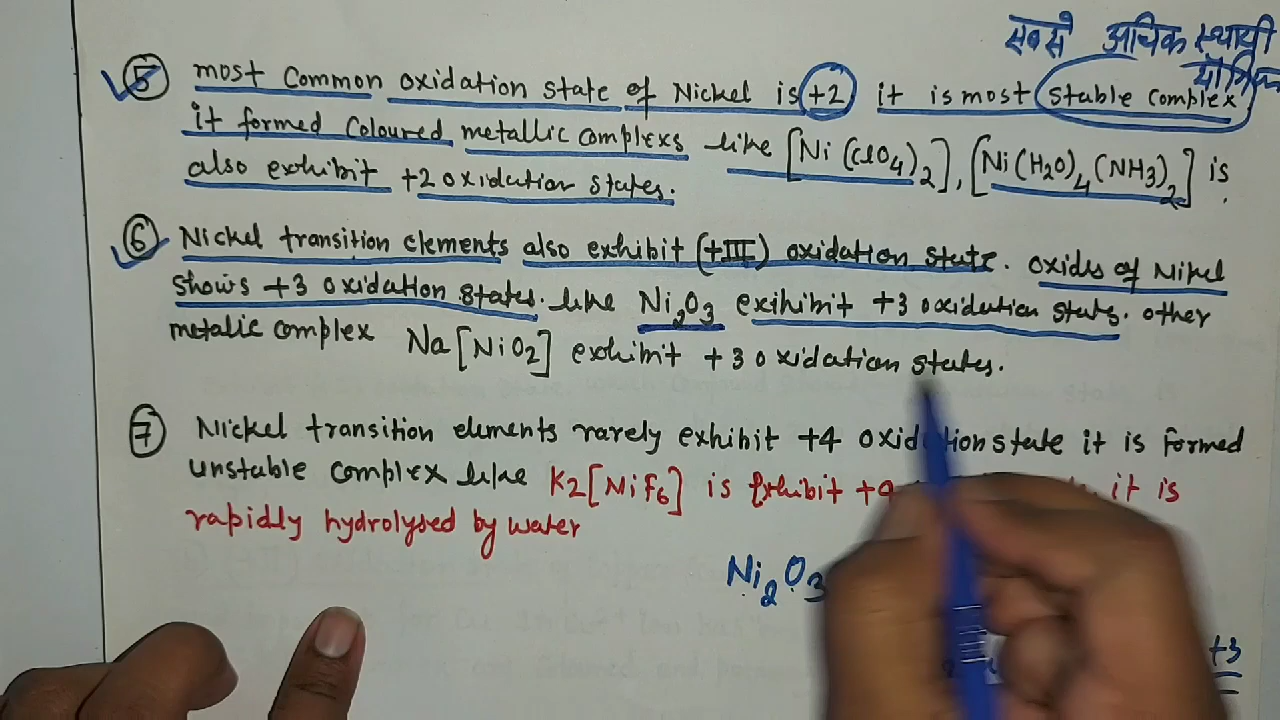 सबसे अधिक स्थायी
यौगिक
⑤ most Common oxidation state of Nickel is +2 it is most stable complex
it formed coloured metallic complexs like [Ni(ClO4)2], [Ni(H2O)4(NH3)2] is
also exhibit +2 oxidation states.
⑥ Nickel transition elements also exhibit (+III) oxidation state. oxides of Nikel
shows +3 oxidation states. like Ni2O3 exihibit +3 oxidation stats. other
metalic complex Na[NiO2] exhibit +3 oxidation states.
⑦ Nickel transition elements rarely exhibit +4 oxidation state it is formed
unstable complex like K2[NiF6] is Exhibit it is
rapidly hydrolysed by water
Ni2O3
+3